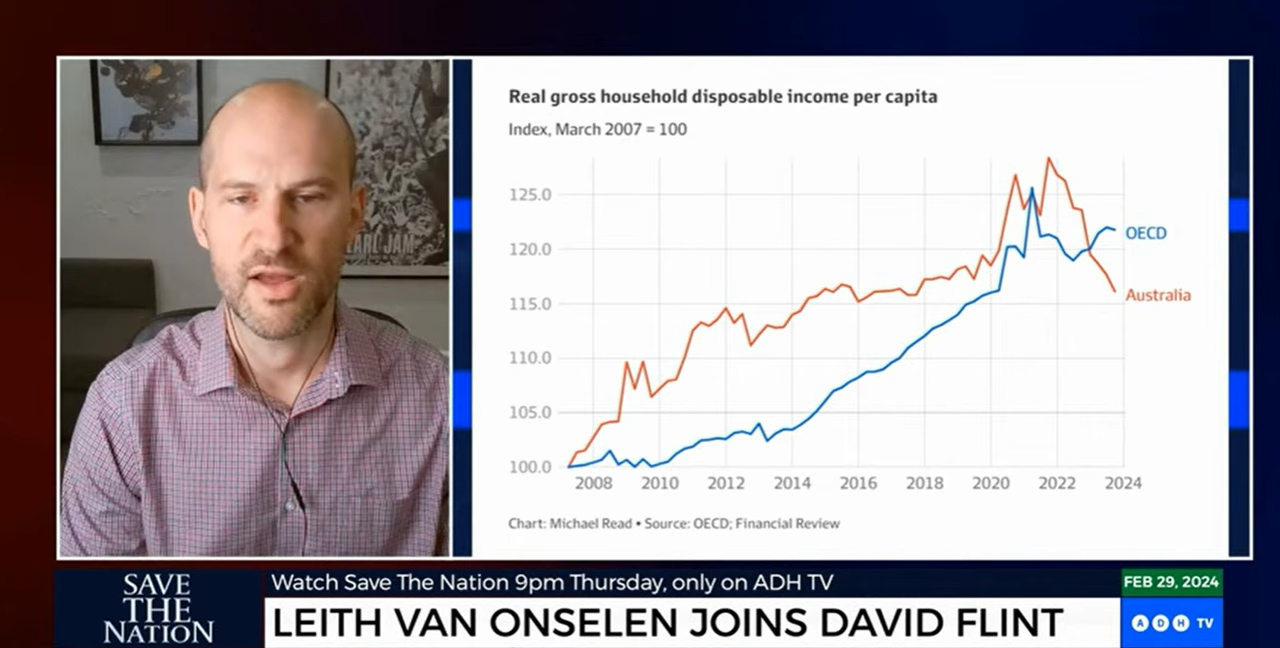 EARL JAM
Real gross household disposable income per capita
Index, March 2007 = 100
125.0
120.0
115.0
110.0
105.0
100.0
2008 2010 2012 2014 2016 2018 2020 2022 2024
OECD
Australia
Chart: Michael Read • Source: OECD; Financial Review
SAVE
THE
NATION
Watch Save The Nation 9pm Thursday, only on ADH TV
LEITH VAN ONSELEN JOINS DAVID FLINT
FEB 29, 2024
ADH TV